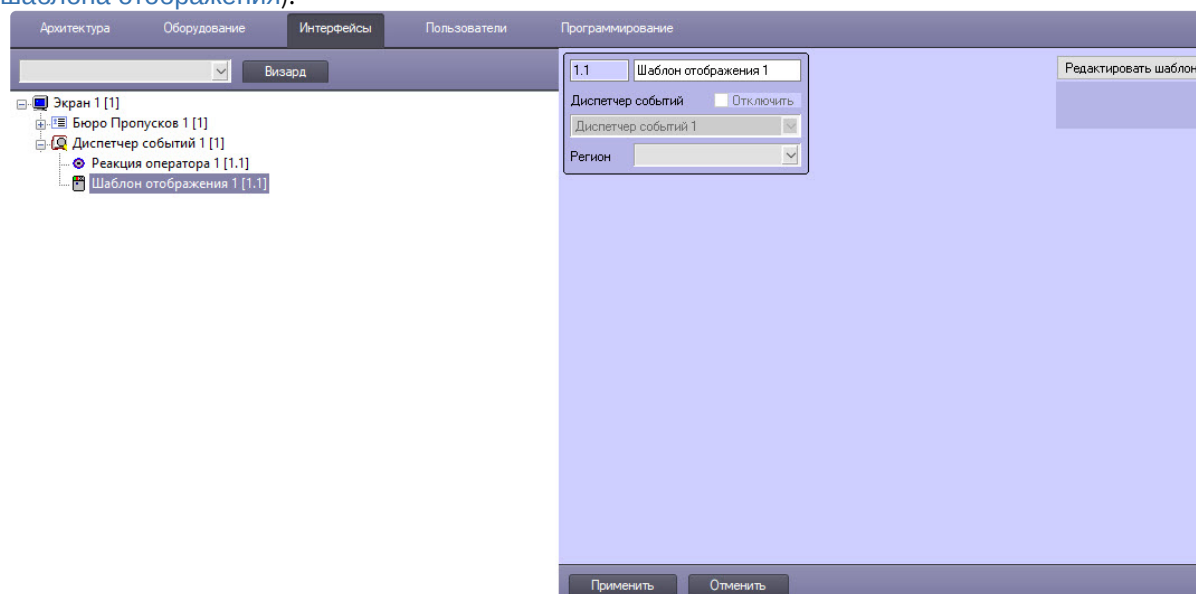 шаблона отображения).
Архитектура Оборудование Интерфейсы Пользователи Программирование
Визард
1.1 Шаблон отображения 1
Редактировать шаблон
Экран 1 [1]
Бюро Пропусков 1 [1]
Диспетчер событий 1 [1]
Реакция оператора 1 [1.1]
Шаблон отображения 1 [1.1]
Диспетчер событий Отключить
Диспетчер событий 1
Регион
Применить Отменить